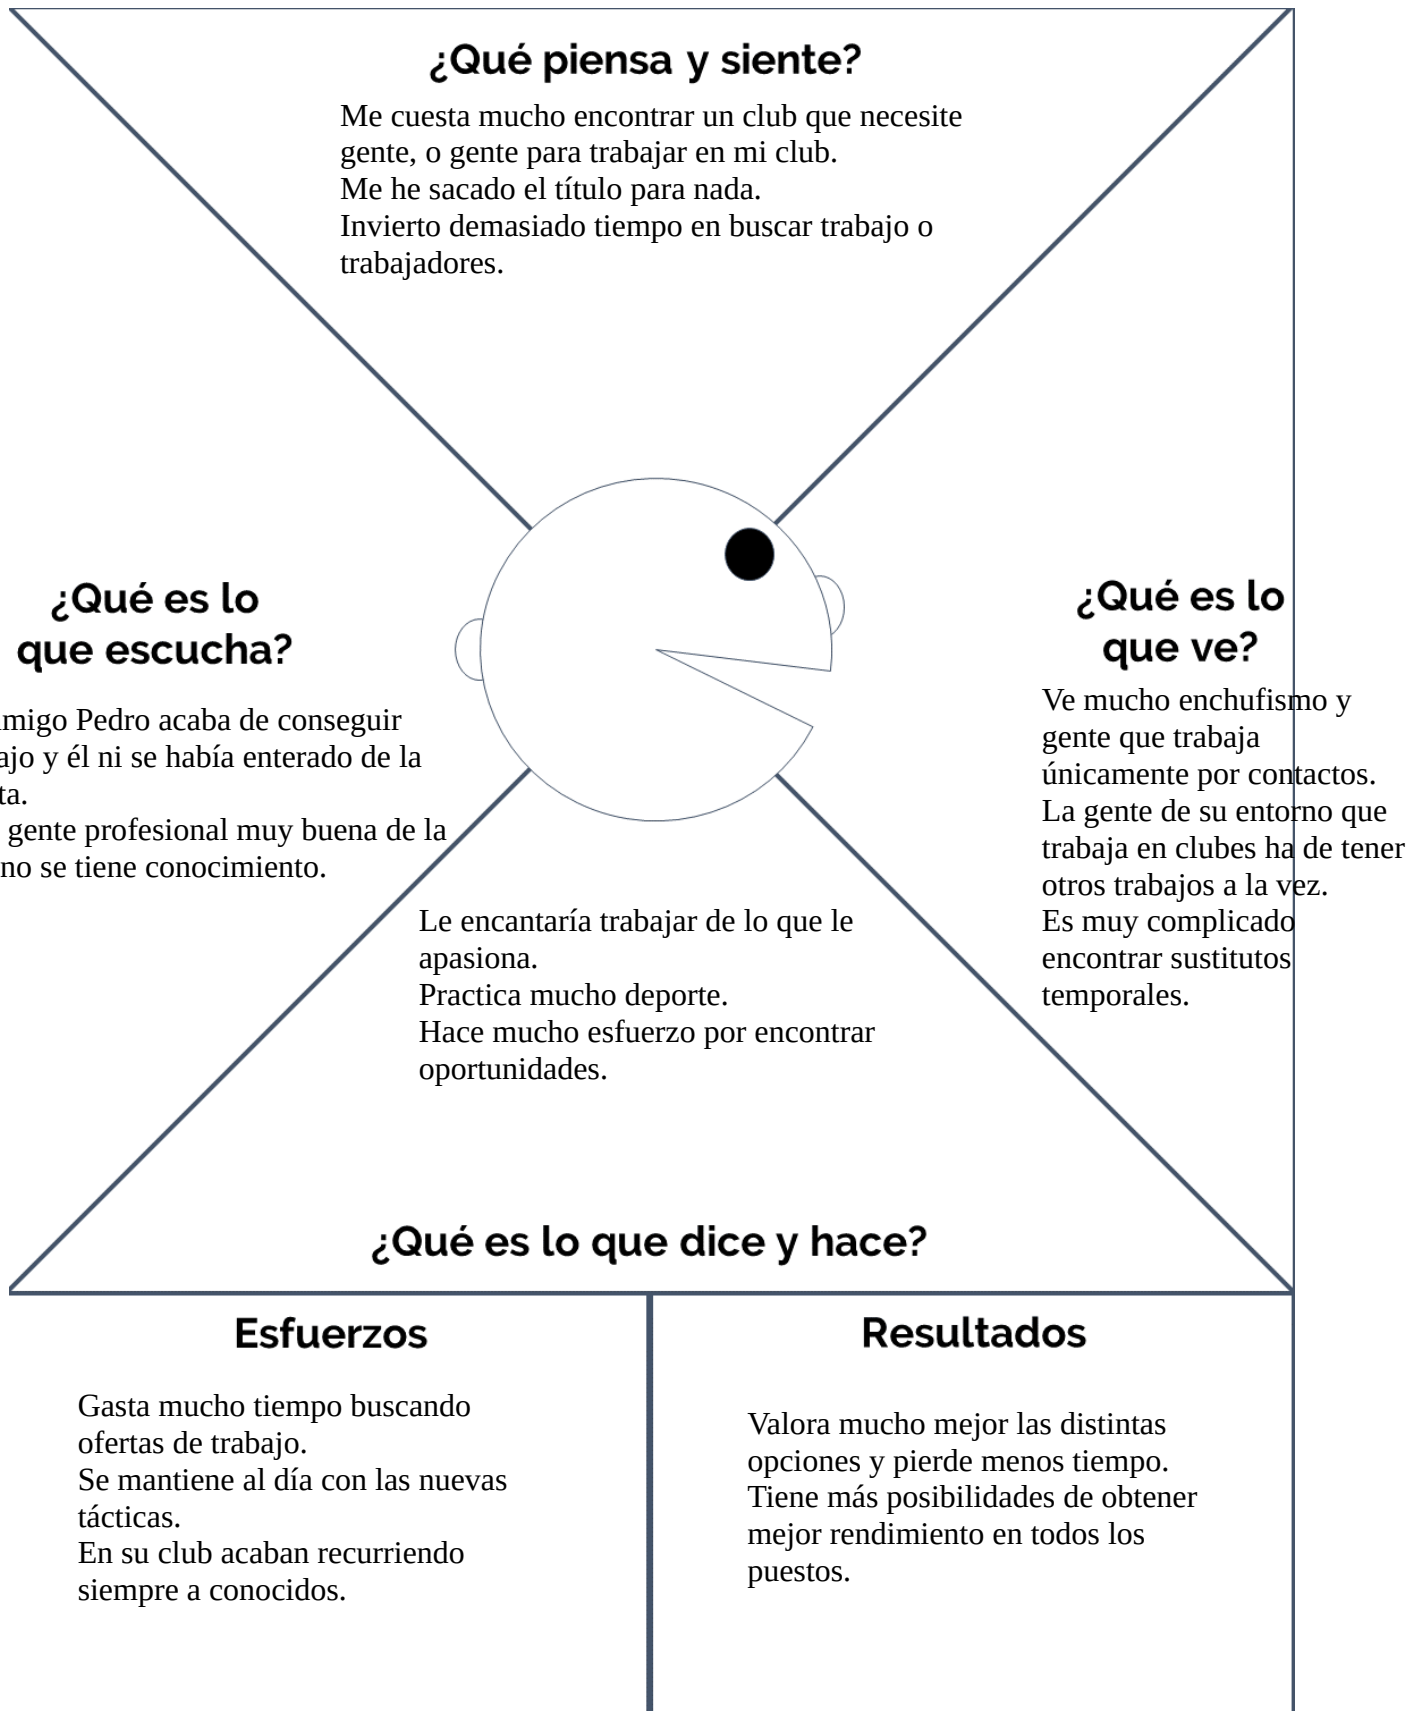 ¿Qué piensa y siente?
Me cuesta mucho encontrar un club que necesite
gente, o gente para trabajar en mi club.
Me he sacado el título para nada.
Invierto demasiado tiempo en buscar trabajo o
trabajadores.
¿Qué es lo
que escucha?
migo Pedro acaba de conseguir
ajo y él ni se había enterado de la
ta.
gente profesional muy buena de la
no se tiene conocimiento.
¿Qué es lo
que ve?
Ve mucho enchufismo y
gente que trabaja
únicamente por contactos.
La gente de su entorno que
trabaja en clubes ha de tener
otros trabajos a la vez.
Es muy complicado
encontrar sustitutos
temporales.
Le encantaría trabajar de lo que le
apasiona.
Practica mucho deporte.
Hace mucho esfuerzo por encontrar
oportunidades.
¿Qué es lo que dice y hace?
Esfuerzos
Gasta mucho tiempo buscando
ofertas de trabajo.
Se mantiene al día con las nuevas
tácticas.
En su club acaban recurriendo
siempre a conocidos.
Resultados
Valora mucho mejor las distintas
opciones y pierde menos tiempo.
Tiene más posibilidades de obtener
mejor rendimiento en todos los
puestos.